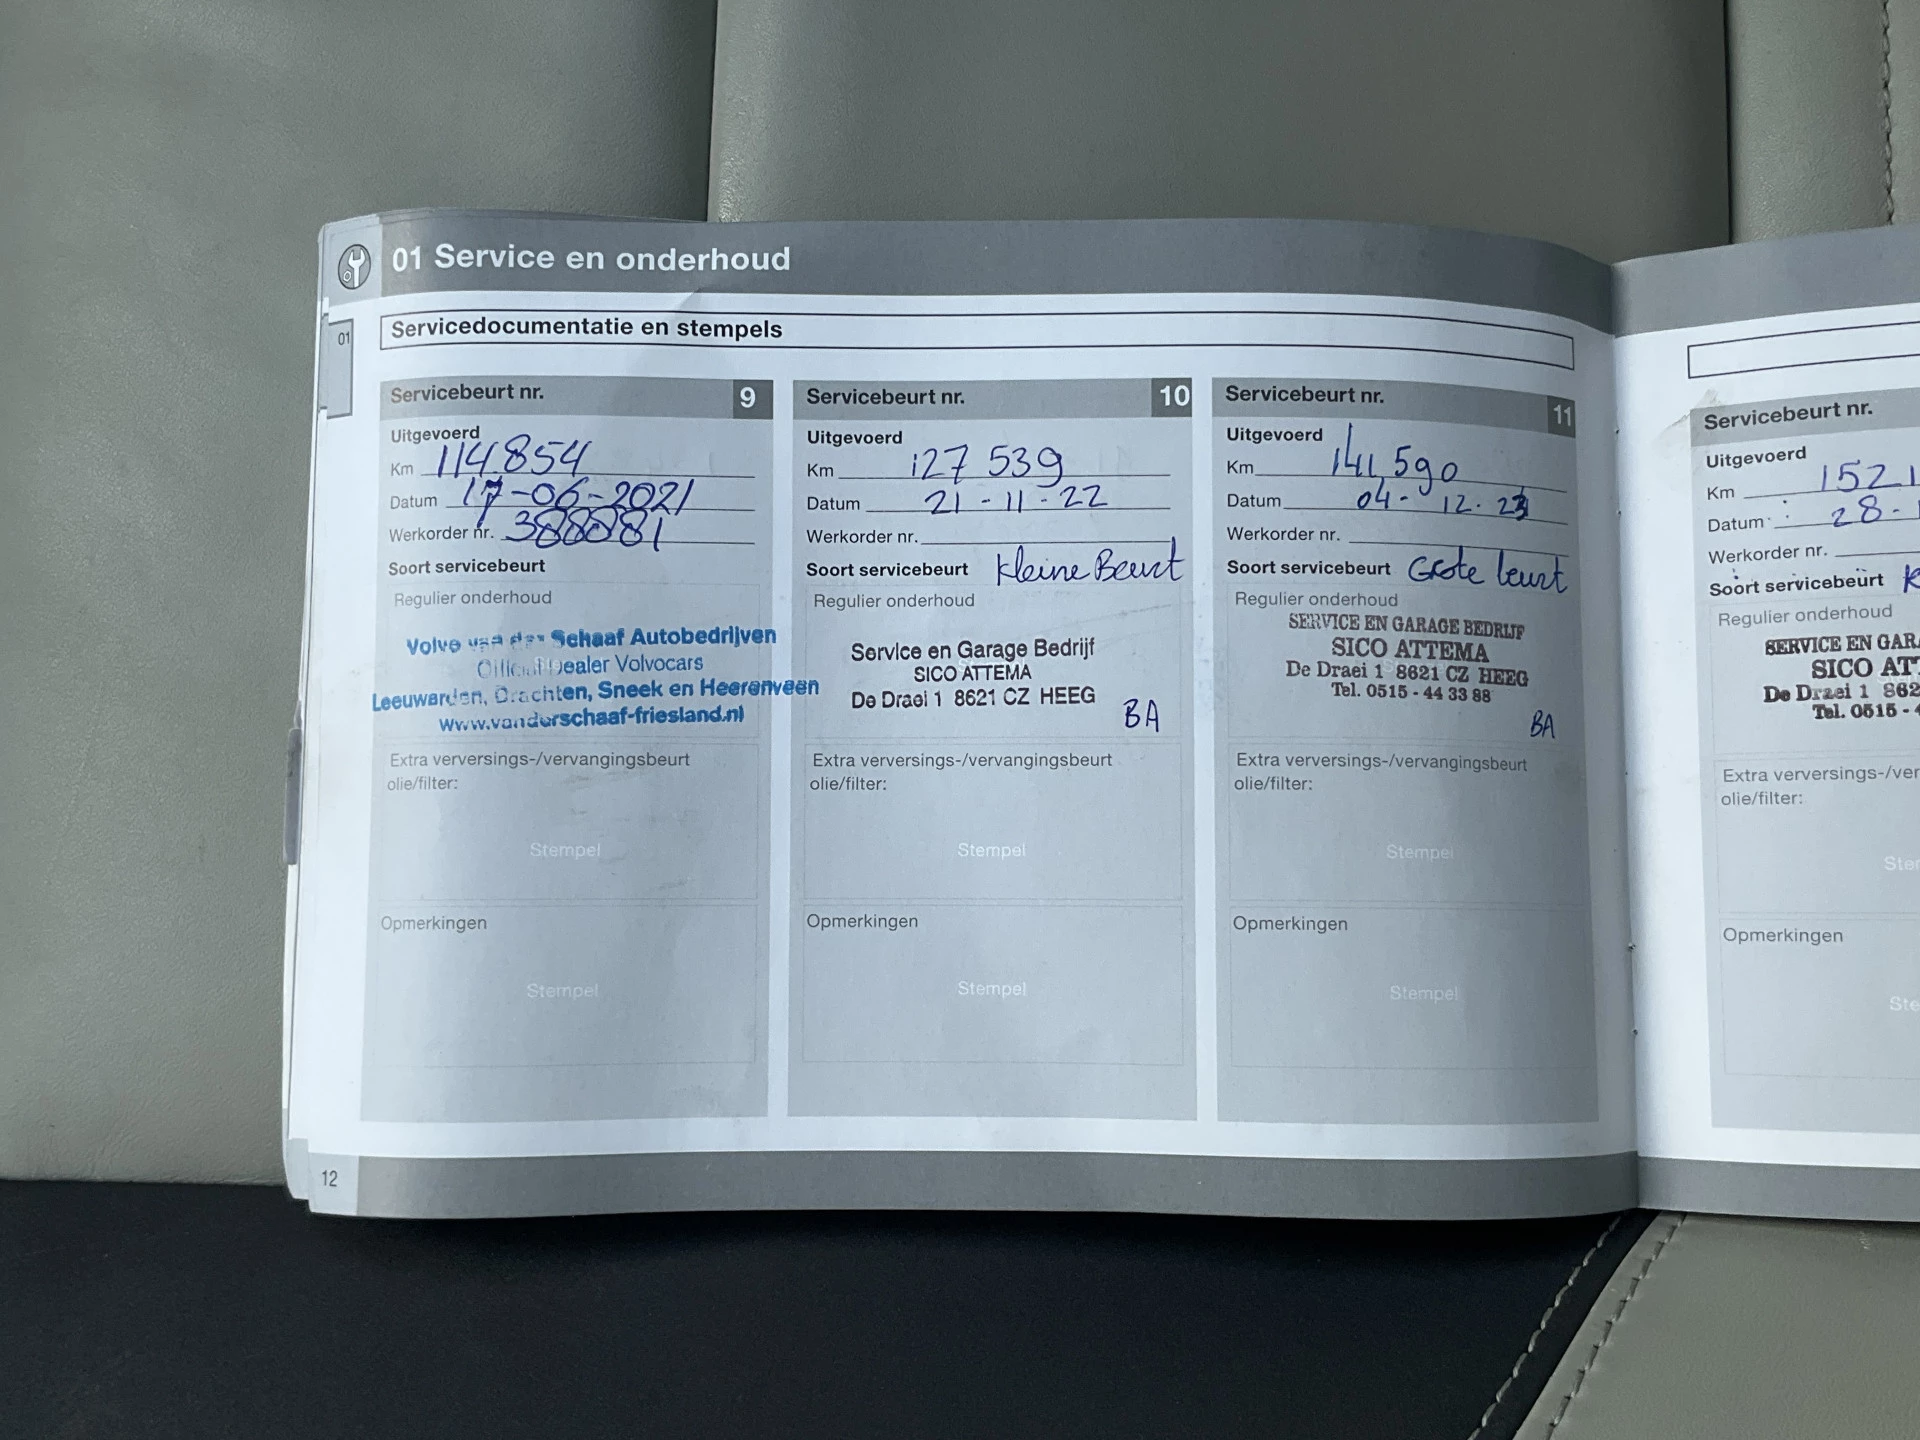 01 Service en onderhoud
01
Servicedocumentatie en stempels
Servicebeurt nr. 9
Uitgevoerd
Km 114854
Datum 17-06-2021
Werkorder nr. 388881
Soort servicebeurt
Regulier onderhoud
Volvo van der Schaaf Autobedrijven
Official Dealer Volvocars
Leeuwarden, Drachten, Sneek en Heerenveen
www.vanderschaaf-friesland.nl
Extra verversings-/vervangingsbeurt
olie/filter:
Stempel
Opmerkingen
Stempel
Servicebeurt nr. 10
Uitgevoerd
Km 127 539
Datum 21-11-22
Werkorder nr.
Soort servicebeurt Kleine Beurt
Regulier onderhoud
Service en Garage Bedrijf
SICO ATTEMA
De Draei 1 8621 CZ HEEG
BA
Extra verversings-/vervangingsbeurt
olie/filter:
Stempel
Opmerkingen
Stempel
Servicebeurt nr. 11
Uitgevoerd
Km 141 590
Datum 04-12-23
Werkorder nr.
Soort servicebeurt Grote beurt
Regulier onderhoud
SERVICE EN GARAGE BEDRIJF
SICO ATTEMA
De Draei 1 8621 CZ HEEG
Tel. 0515 - 44 33 88
BA
Extra verversings-/vervangingsbeurt
olie/filter:
Stempel
Opmerkingen
Stempel
12
Servicebeurt nr.
Uitgevoerd
Km 1521
Datum 28-
Werkorder nr.
Soort servicebeurt K
Regulier onderhoud
SERVICE EN GARA
SICO AT
De Draei 1 862
Tel. 0515 -
Extra verversings-/ver
olie/filter:
Ste
Opmerkingen
Ste